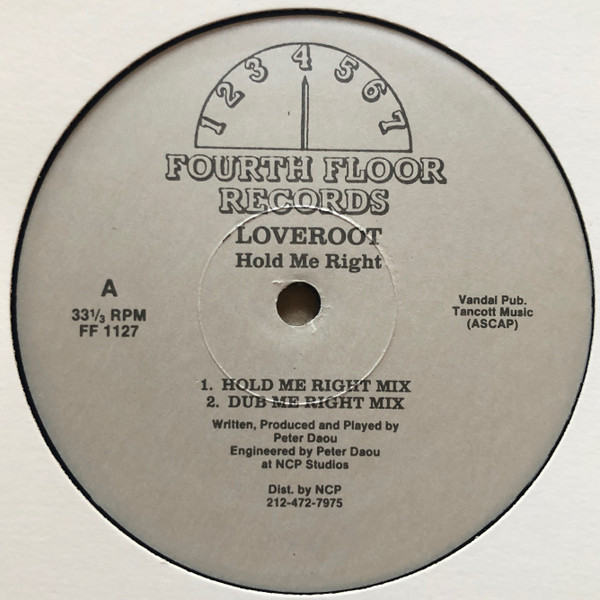 1 2 3 4 5 6 7
FOURTH FLOOR
RECORDS
LOVEROOT
Hold Me Right
A
33 1/3 RPM
FF 1127
Vandal Pub.
Tancott Music
(ASCAP)
1. HOLD ME RIGHT MIX
2. DUB ME RIGHT MIX
Written, Produced and Played by
Peter Daou
Engineered by Peter Daou
at NCP Studios
Dist. by NCP
212-472-7975